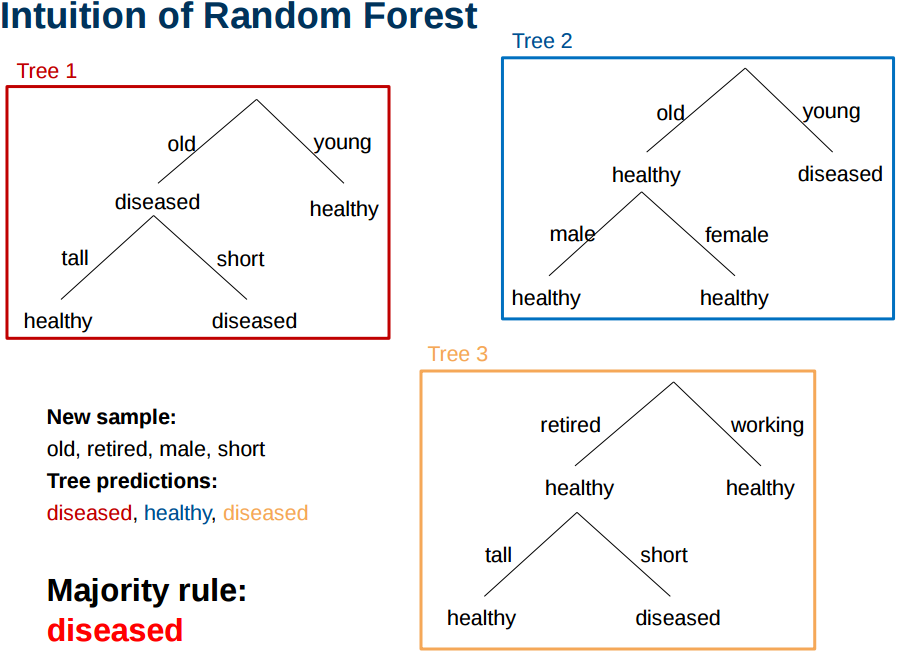 Intuition of Random Forest
Tree 1
old
young
diseased
healthy
tall
short
healthy
diseased
Tree 2
old
young
healthy
diseased
male
female
healthy
healthy
Tree 3
retired
working
healthy
healthy
tall
short
healthy
diseased
New sample:
old, retired, male, short
Tree predictions:
diseased, healthy, diseased
Majority rule:
diseased